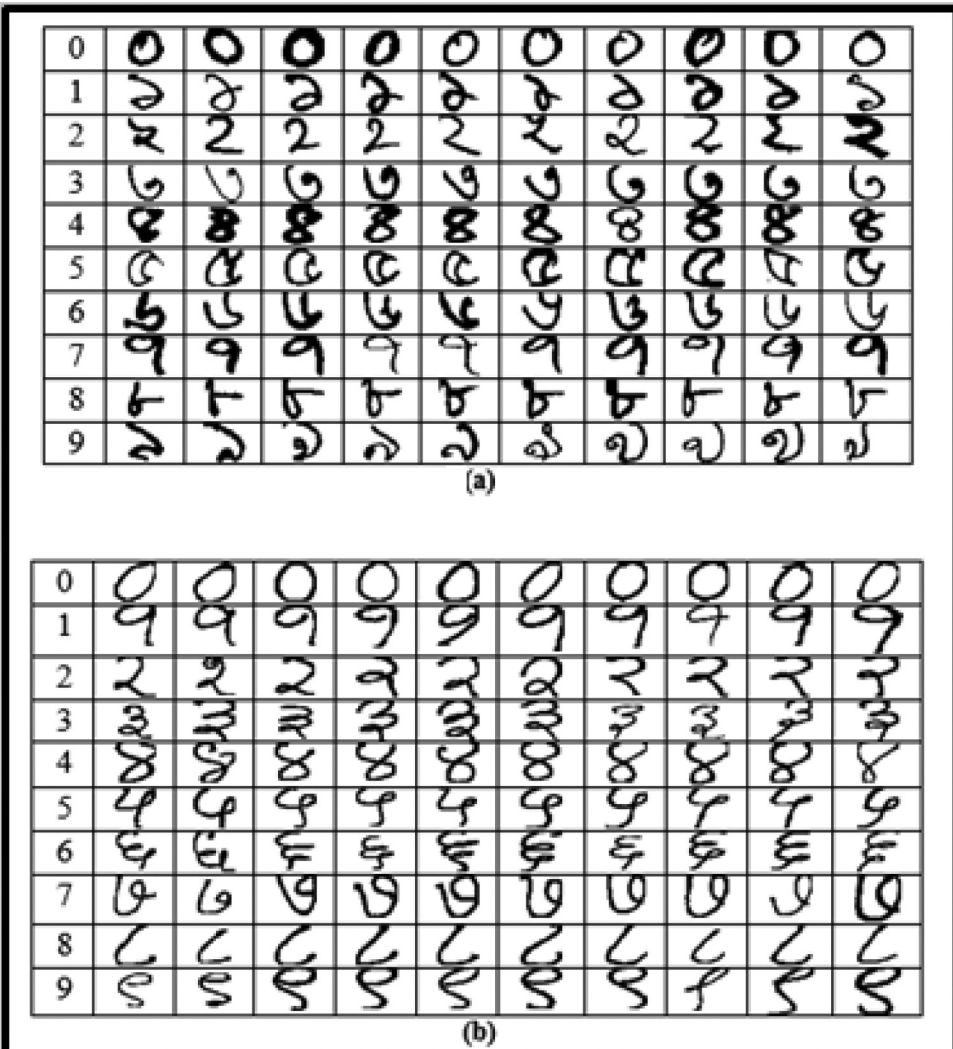 0 ০ ০ ০ ০ ০ ০ ০ ০ ০ ০
1 ১ ১ ১ ১ ১ ১ ১ ১ ১ ১
2 ২ ২ ২ ২ ২ ২ ২ ২ ২ ২
3 ৩ ৩ ৩ ৩ ৩ ৩ ৩ ৩ ৩ ৩
4 ৪ ৪ ৪ ৪ ৪ ৪ ৪ ৪ ৪ ৪
5 ৫ ৫ ৫ ৫ ৫ ৫ ৫ ৫ ৫ ৫
6 ৬ ৬ ৬ ৬ ৬ ৬ ৬ ৬ ৬ ৬
7 ৭ ৭ ৭ ৭ ৭ ৭ ৭ ৭ ৭ ৭
8 ৮ ৮ ৮ ৮ ৮ ৮ ৮ ৮ ৮ ৮
9 ৯ ৯ ৯ ৯ ৯ ৯ ৯ ৯ ৯ ৯
(a)
0 ० ० ० ० ० ० ० ० ० ०
1 १ १ १ १ १ १ १ १ १ १
2 २ २ २ २ २ २ २ २ २ २
3 ३ ३ ३ ३ ३ ३ ३ ३ ३ ३
4 ४ ४ ४ ४ ४ ४ ४ ४ ४ ४
5 ५ ५ ५ ५ ५ ५ ५ ५ ५ ५
6 ६ ६ ६ ६ ६ ६ ६ ६ ६ ६
7 ७ ७ ७ ७ ७ ७ ७ ७ ७ ७
8 ८ ८ ८ ८ ८ ८ ८ ८ ८ ८
9 ९ ९ ९ ९ ९ ९ ९ ९ ९ ९
(b)